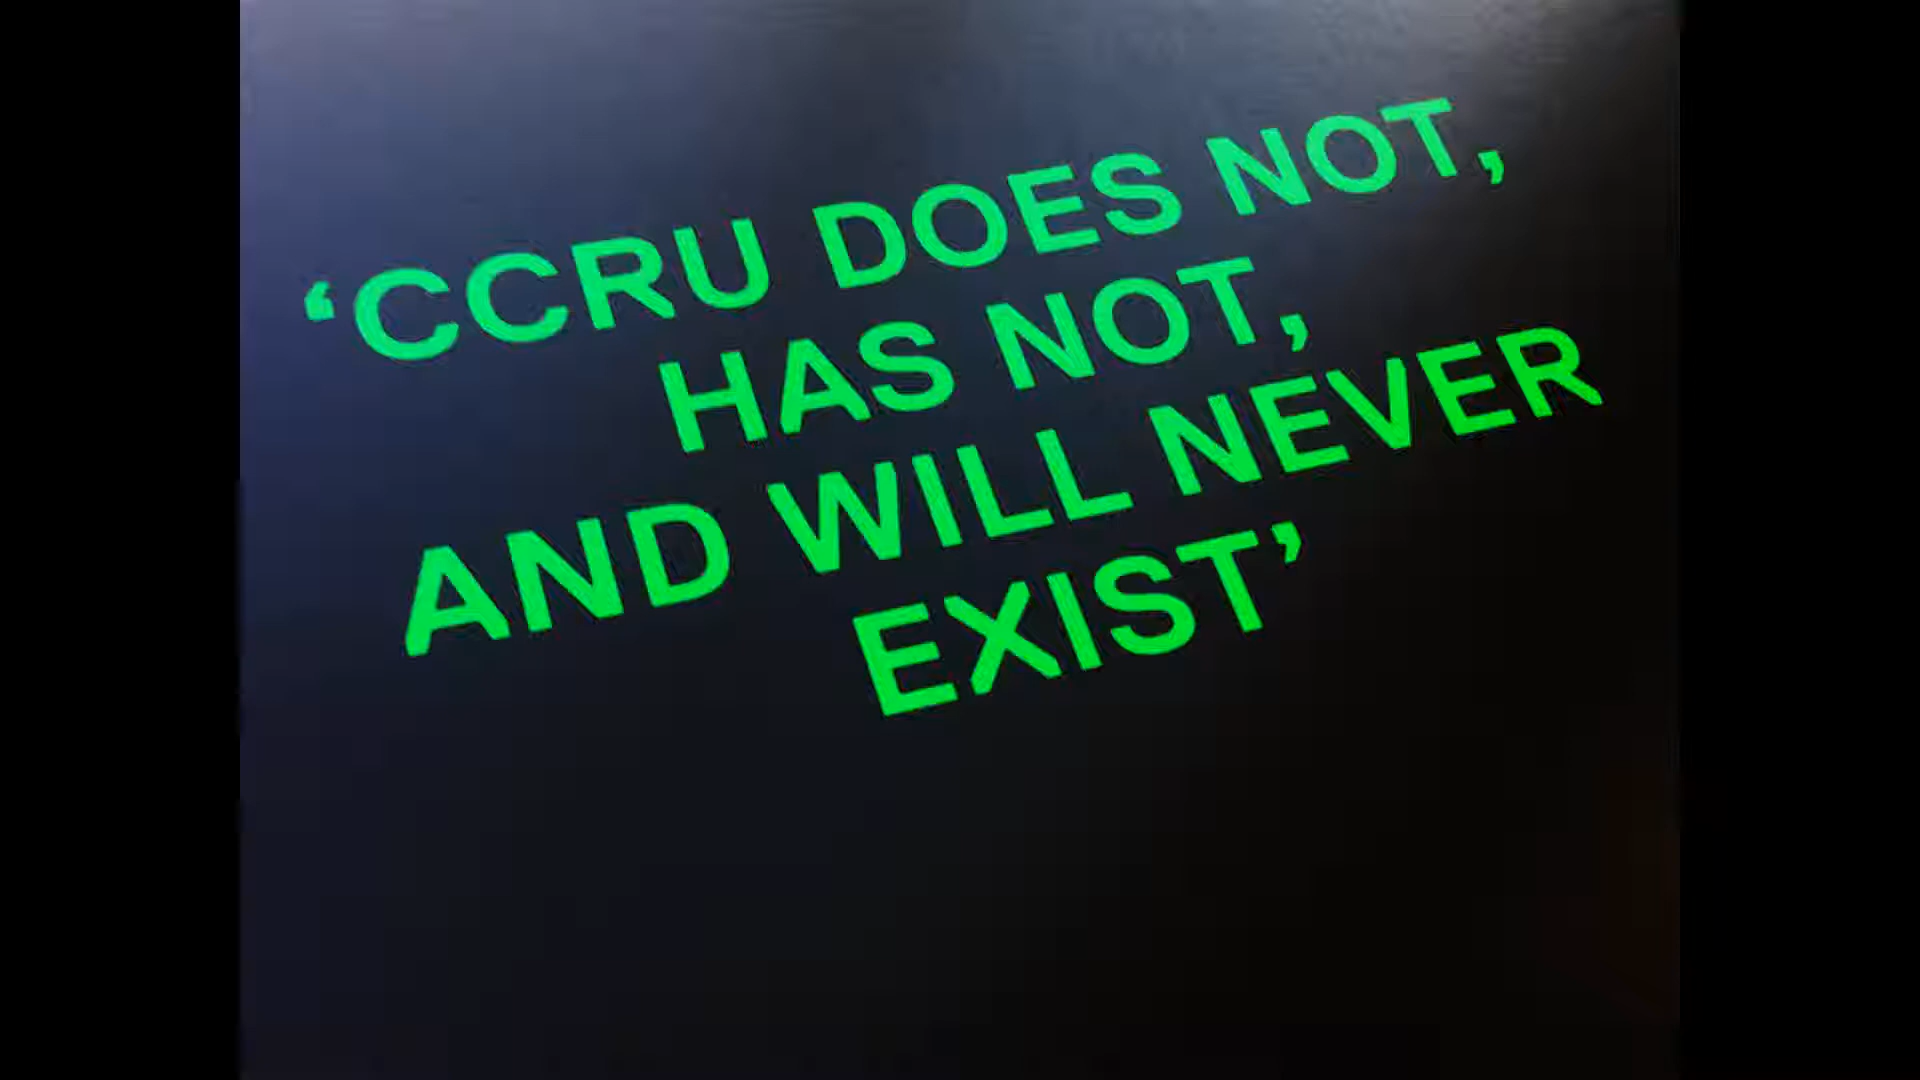 ‘CCRU DOES NOT,
HAS NOT,
AND WILL NEVER
EXIST’